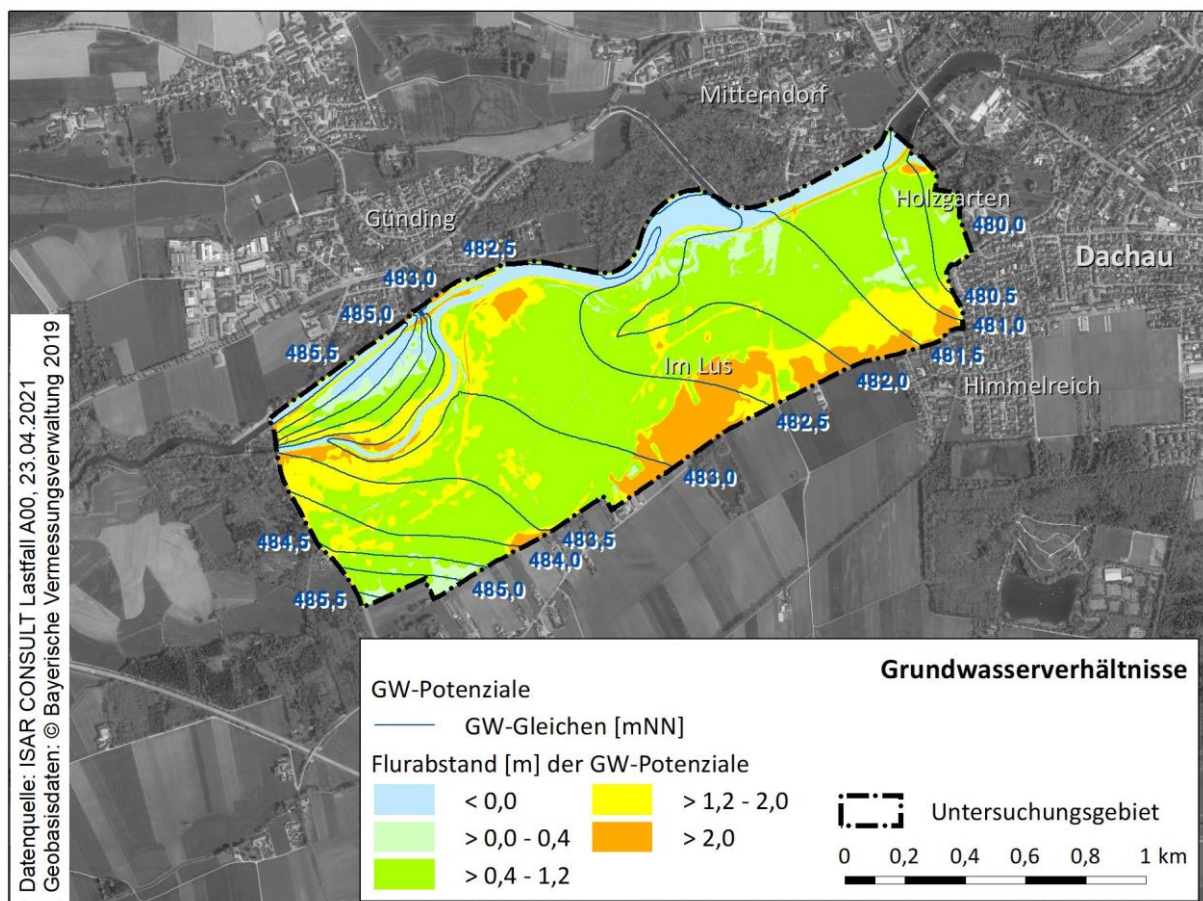 Mitterndorf
Holzgarten
Günding
482,5
480,0
483,0
Dachau
485,0
480,5
481,0
485,5
481,5
Im Lus
482,0
Himmelreich
482,5
483,0
483,5
484,5
484,0
485,0
485,5
Datenquelle: ISAR CONSULT Lastfall A00, 23.04.2021
Geobasisdaten: © Bayerische Vermessungsverwaltung 2019
Grundwasserverhältnisse
GW-Potenziale
GW-Gleichen [mNN]
Flurabstand [m] der GW-Potenziale
< 0,0
> 1,2 - 2,0
> 0,0 - 0,4
> 2,0
> 0,4 - 1,2
Untersuchungsgebiet
0 0,2 0,4 0,6 0,8 1 km